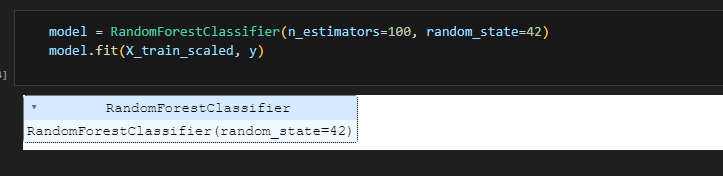 model = RandomForestClassifier(n_estimators=100, random_state=42)
model.fit(X_train_scaled, y)
]
RandomForestClassifier
RandomForestClassifier(random_state=42)